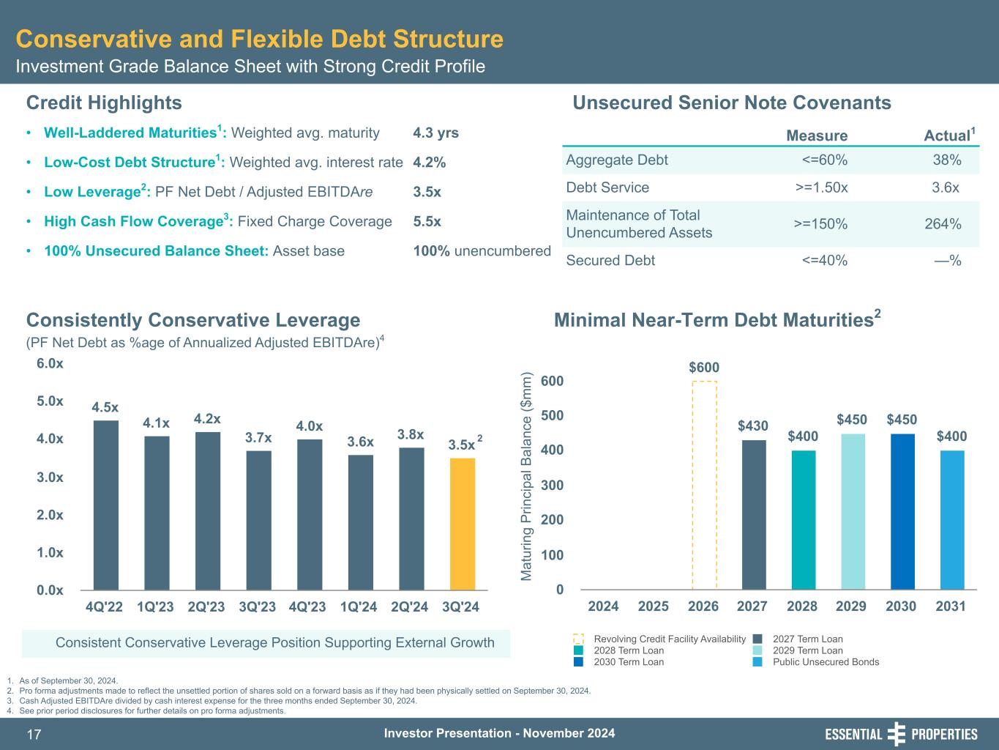 Conservative and Flexible Debt Structure
Investment Grade Balance Sheet with Strong Credit Profile
Credit Highlights
• Well-Laddered Maturities1: Weighted avg. maturity 4.3 yrs
• Low-Cost Debt Structure1: Weighted avg. interest rate 4.2%
• Low Leverage2: PF Net Debt / Adjusted EBITDAre 3.5x
• High Cash Flow Coverage3: Fixed Charge Coverage 5.5x
• 100% Unsecured Balance Sheet: Asset base 100% unencumbered
Unsecured Senior Note Covenants
Measure Actual1
Aggregate Debt <=60% 38%
Debt Service >=1.50x 3.6x
Maintenance of Total
Unencumbered Assets >=150% 264%
Secured Debt <=40% —%
Consistently Conservative Leverage
(PF Net Debt as %age of Annualized Adjusted EBITDAre)4
6.0x
5.0x
4.0x
3.0x
2.0x
1.0x
0.0x
4.5x 4.1x 4.2x 3.7x 4.0x 3.6x 3.8x 3.5x 2
4Q'22 1Q'23 2Q'23 3Q'23 4Q'23 1Q'24 2Q'24 3Q'24
Consistent Conservative Leverage Position Supporting External Growth
Minimal Near-Term Debt Maturities2
Maturing Principal Balance ($mm)
600
500
400
300
200
100
0
$600 $430 $400 $450 $450 $400
2024 2025 2026 2027 2028 2029 2030 2031
Revolving Credit Facility Availability 2027 Term Loan
2028 Term Loan 2029 Term Loan
2030 Term Loan Public Unsecured Bonds
1. As of September 30, 2024.
2. Pro forma adjustments made to reflect the unsettled portion of shares sold on a forward basis as if they had been physically settled on September 30, 2024.
3. Cash Adjusted EBITDAre divided by cash interest expense for the three months ended September 30, 2024.
4. See prior period disclosures for further details on pro forma adjustments.
17 Investor Presentation - November 2024 ESSENTIAL PROPERTIES